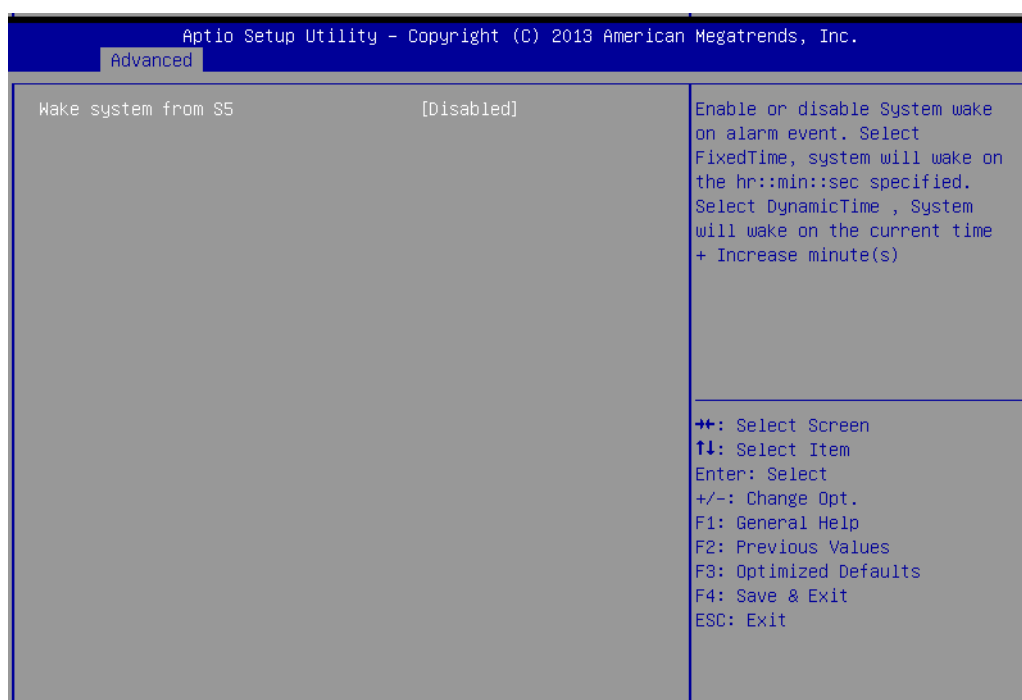 Aptio Setup Utility – Copyright (C) 2013 American Megatrends, Inc.
Advanced
Wake system from S5 [Disabled]
Enable or disable System wake
on alarm event. Select
FixedTime, system will wake on
the hr::min::sec specified.
Select DynamicTime , System
will wake on the current time
+ Increase minute(s)
→←: Select Screen
↑↓: Select Item
Enter: Select
+/-: Change Opt.
F1: General Help
F2: Previous Values
F3: Optimized Defaults
F4: Save & Exit
ESC: Exit